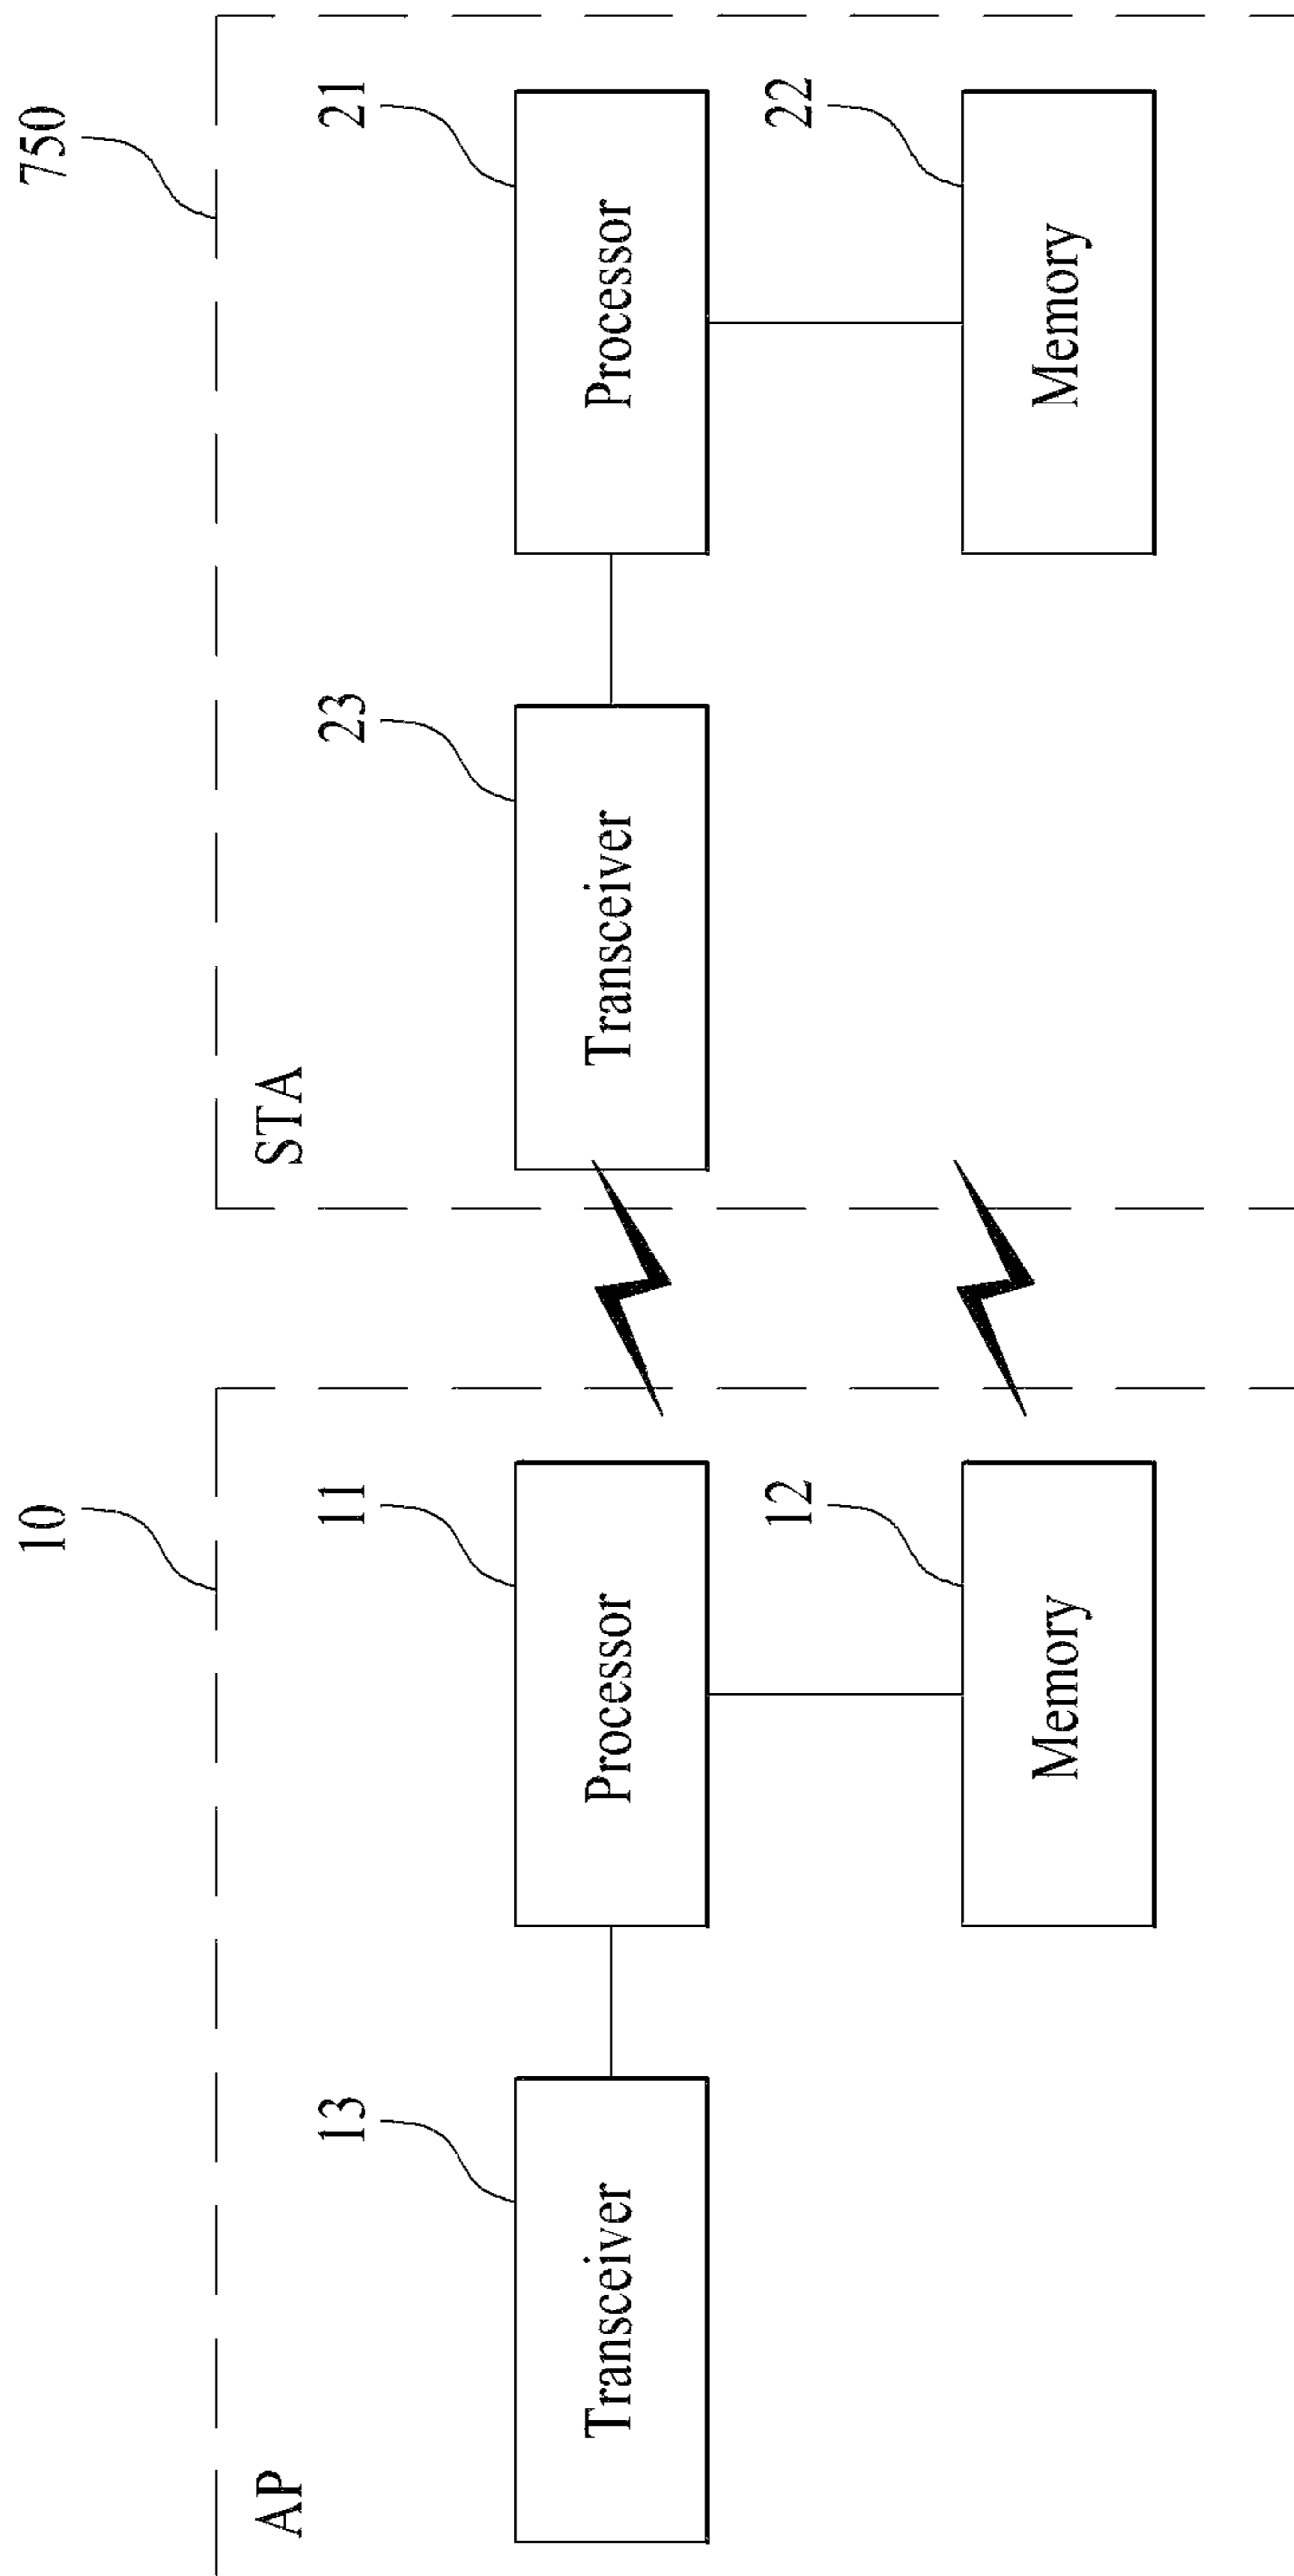 10
750
AP
STA
13
11
23
21
Transceiver
Processor
Transceiver
Processor
12
22
Memory
Memory